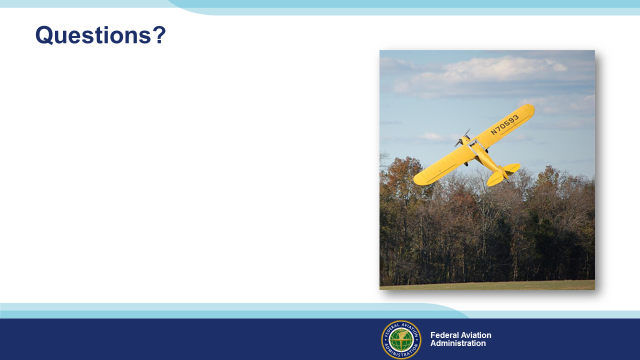 Questions?
N70593
Federal Aviation
Administration